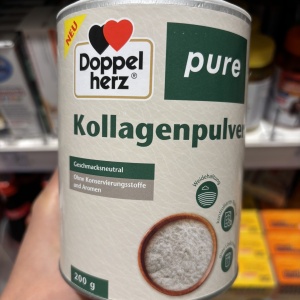 NEU
Doppel
herz®
pure
Kollagenpulver
Geschmacksneutral
Ohne Konservierungsstoffe
und Aromen
200 g